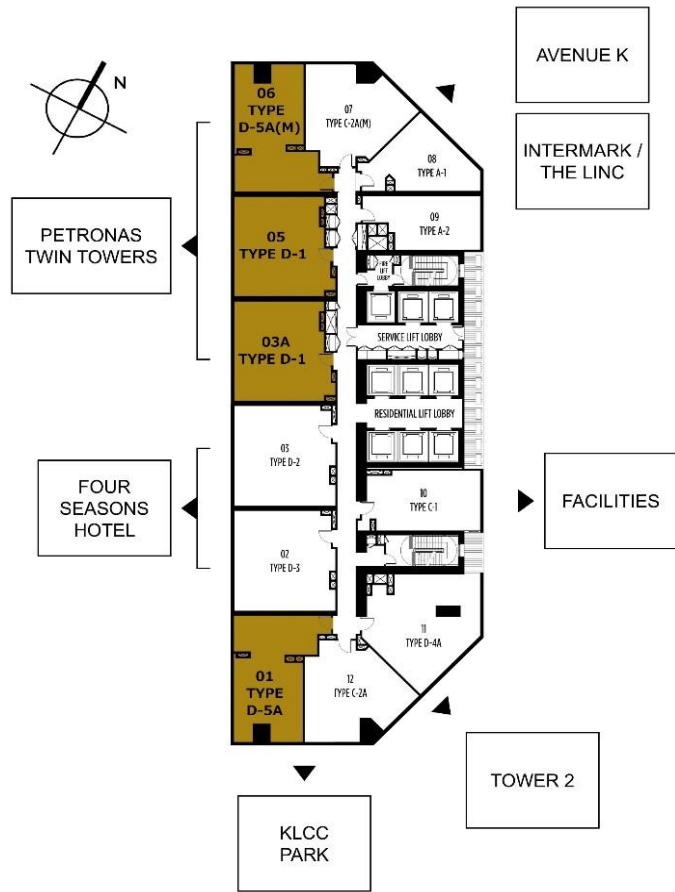 AVENUE K
N
06
TYPE
D-5A(M)
07
TYPE C-2A(M)
INTERMARK /
THE LINC
08
TYPE A-1
PETRONAS
TWIN TOWERS
05
TYPE D-1
09
TYPE A-2
FIRE
LIFT
LOBBY
03A
TYPE D-1
SERVICE LIFT LOBBY
RESIDENTIAL LIFT LOBBY
03
TYPE D-2
FOUR
SEASONS
HOTEL
10
TYPE C-1
FACILITIES
02
TYPE D-3
11
TYPE D-4A
01
TYPE
D-5A
12
TYPE C-2A
TOWER 2
KLCC
PARK